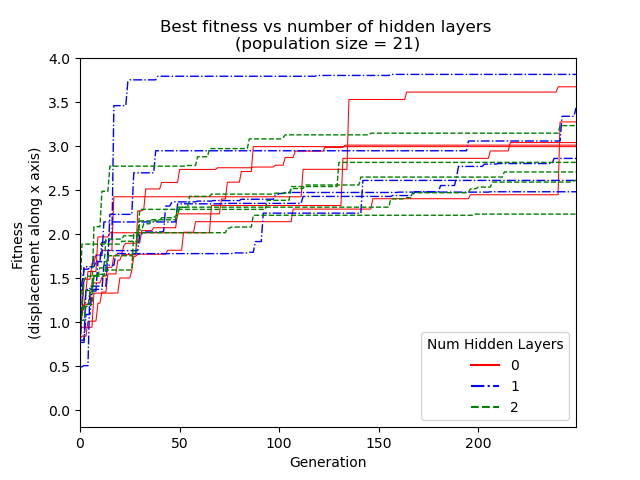 Best fitness vs number of hidden layers
(population size = 21)
Fitness
(displacement along x axis)
4.0
3.5
3.0
2.5
2.0
1.5
1.0
0.5
0.0
0 50 100 150 200
Generation
Num Hidden Layers
0
1
2